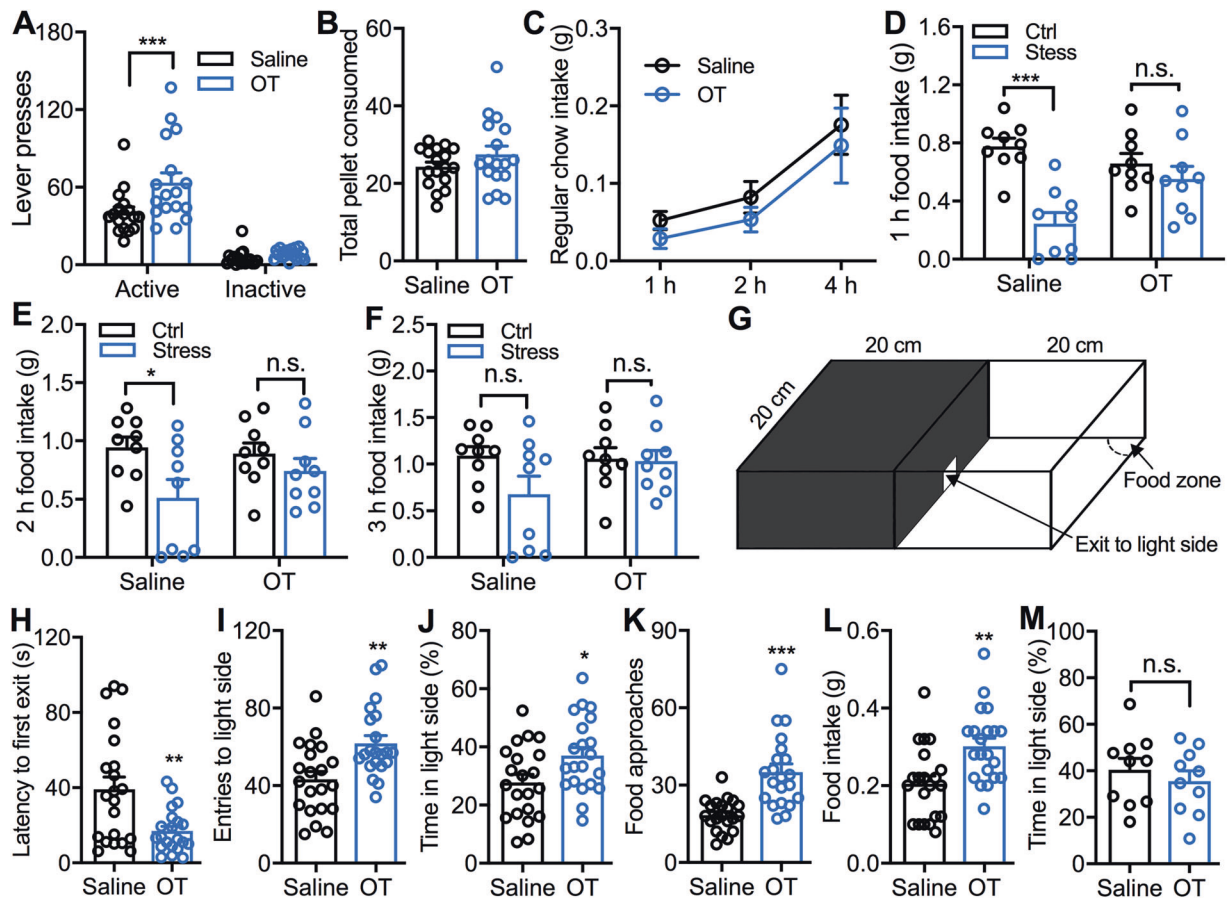 A
Lever presses
180
120
60
0
***
Saline
OT
Active Inactive
B
Total pellet consuomed
60
40
20
0
Saline OT
C
Regular chow intake (g)
0.3
0.2
0.1
0.0
Saline
OT
1 h 2 h 4 h
D
1 h food intake (g)
1.6
1.2
0.8
0.4
0.0
Ctrl
Stess
***
n.s.
Saline OT
E
2 h food intake (g)
2.0
1.5
1.0
0.5
0.0
Ctrl
Stress
*
n.s.
Saline OT
F
3 h food intake (g)
2.5
2.0
1.5
1.0
0.5
0.0
Ctrl
Stress
n.s.
n.s.
Saline OT
G
20 cm 20 cm
20 cm
Food zone
Exit to light side
H
Latency to first exit (s)
120
80
40
0
**
Saline OT
I
Entries to light side
120
80
40
0
**
Saline OT
J
Time in light side (%)
80
60
40
20
0
*
Saline OT
K
Food approaches
90
60
30
0
***
Saline OT
L
Food intake (g)
0.6
0.4
0.2
0.0
**
Saline OT
M
Time in light side (%)
100
80
60
40
20
0
n.s.
Saline OT